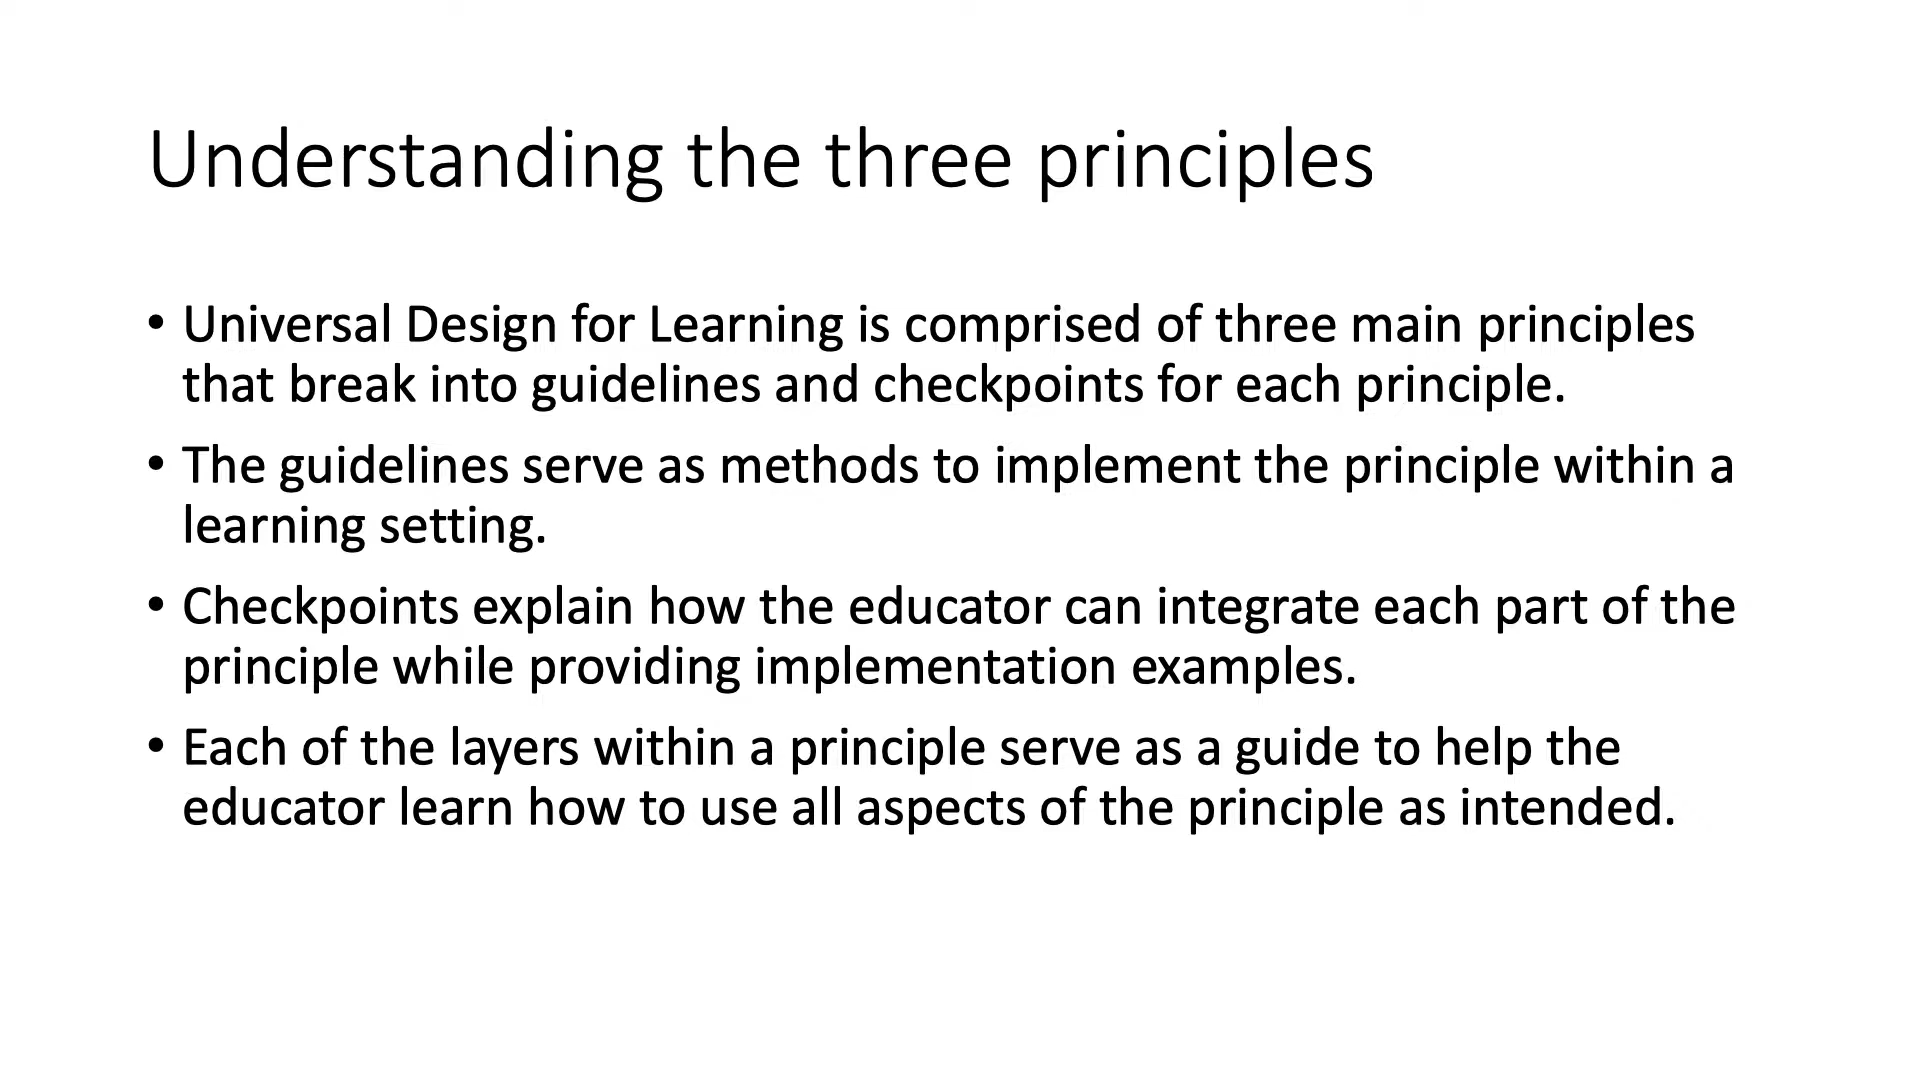 Understanding the three principles
• Universal Design for Learning is comprised of three main principles
that break into guidelines and checkpoints for each principle.
• The guidelines serve as methods to implement the principle within a
learning setting.
• Checkpoints explain how the educator can integrate each part of the
principle while providing implementation examples.
• Each of the layers within a principle serve as a guide to help the
educator learn how to use all aspects of the principle as intended.